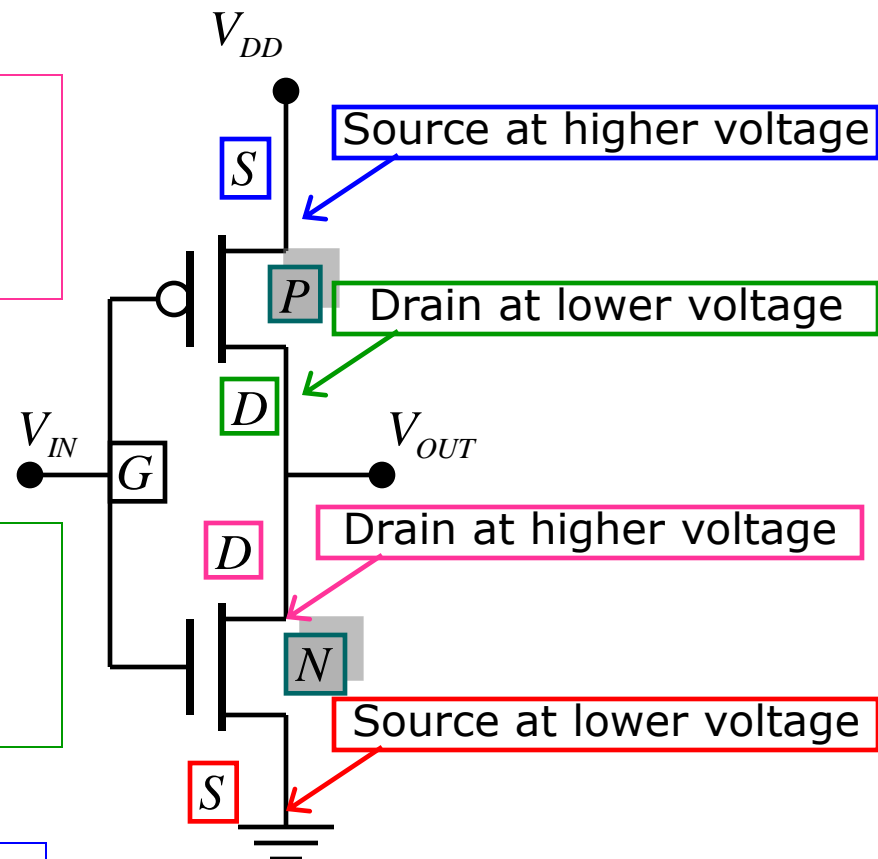 V_DD
Source at higher voltage
S
P
Drain at lower voltage
D
V_IN
V_OUT
G
Drain at higher voltage
D
N
Source at lower voltage
S